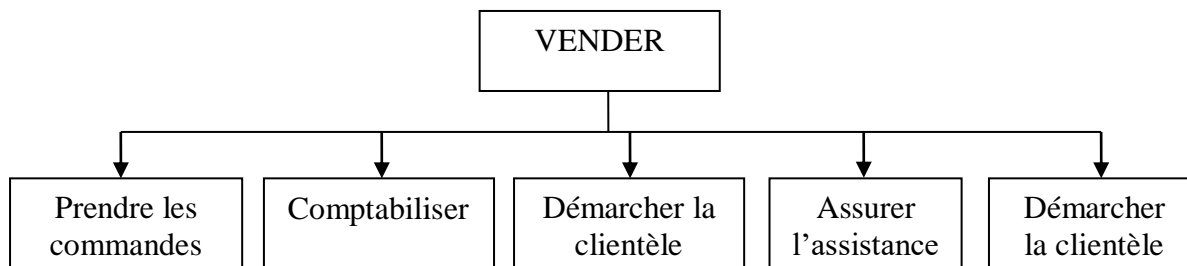 VENDER
Prendre les
commandes
Comptabiliser
Démarcher la
clientèle
Assurer
l’assistance
Démarcher
la clientèle